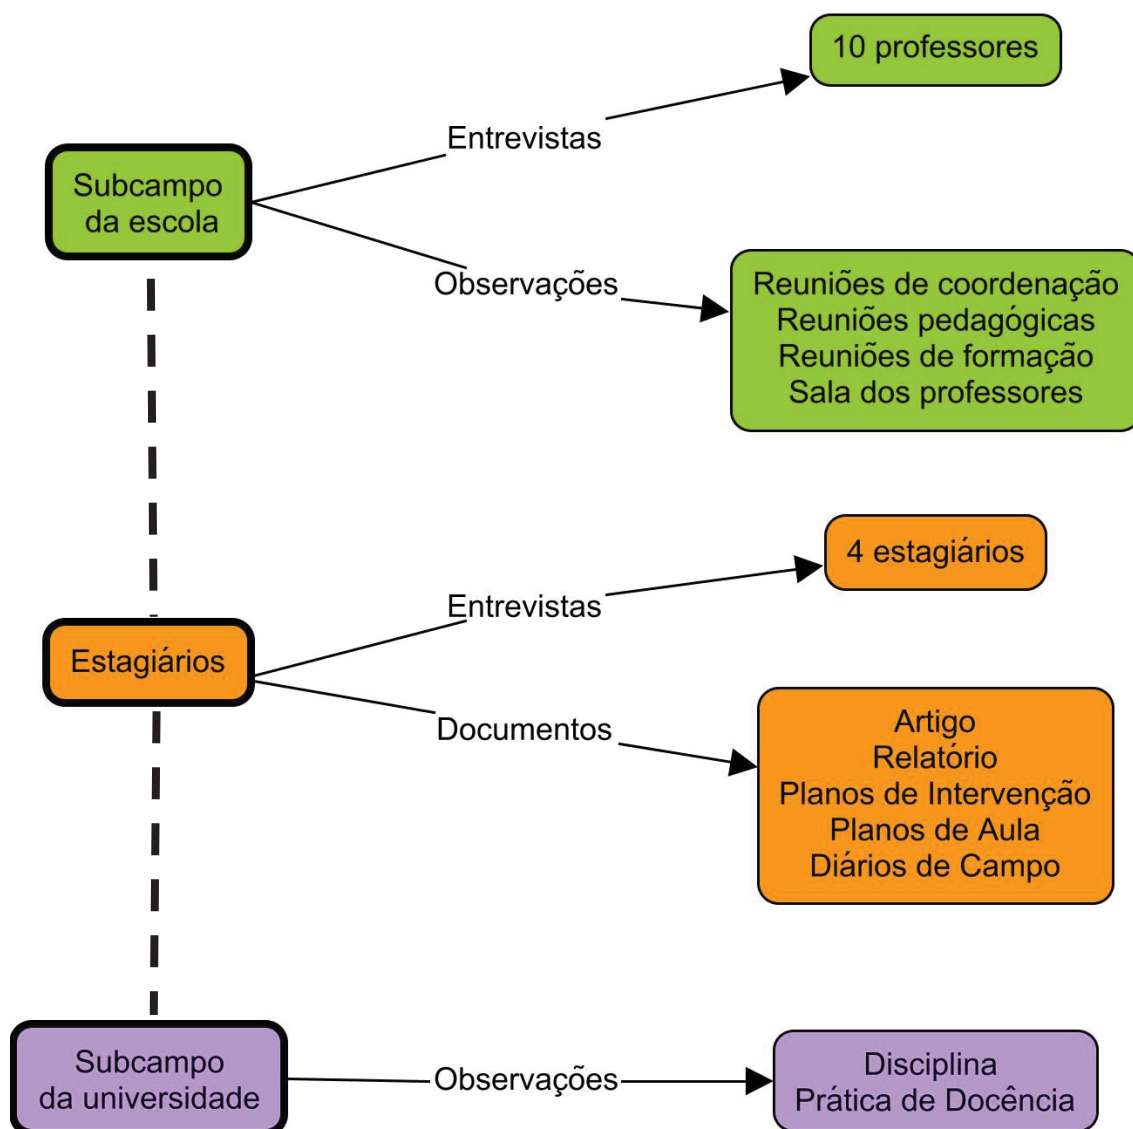 10 professores
Entrevistas
Subcampo
da escola
Observações
Reuniões de coordenação
Reuniões pedagógicas
Reuniões de formação
Sala dos professores
4 estagiários
Entrevistas
Estagiários
Documentos
Artigo
Relatório
Planos de Intervenção
Planos de Aula
Diários de Campo
Subcampo
da universidade
Observações
Disciplina
Prática de Docência